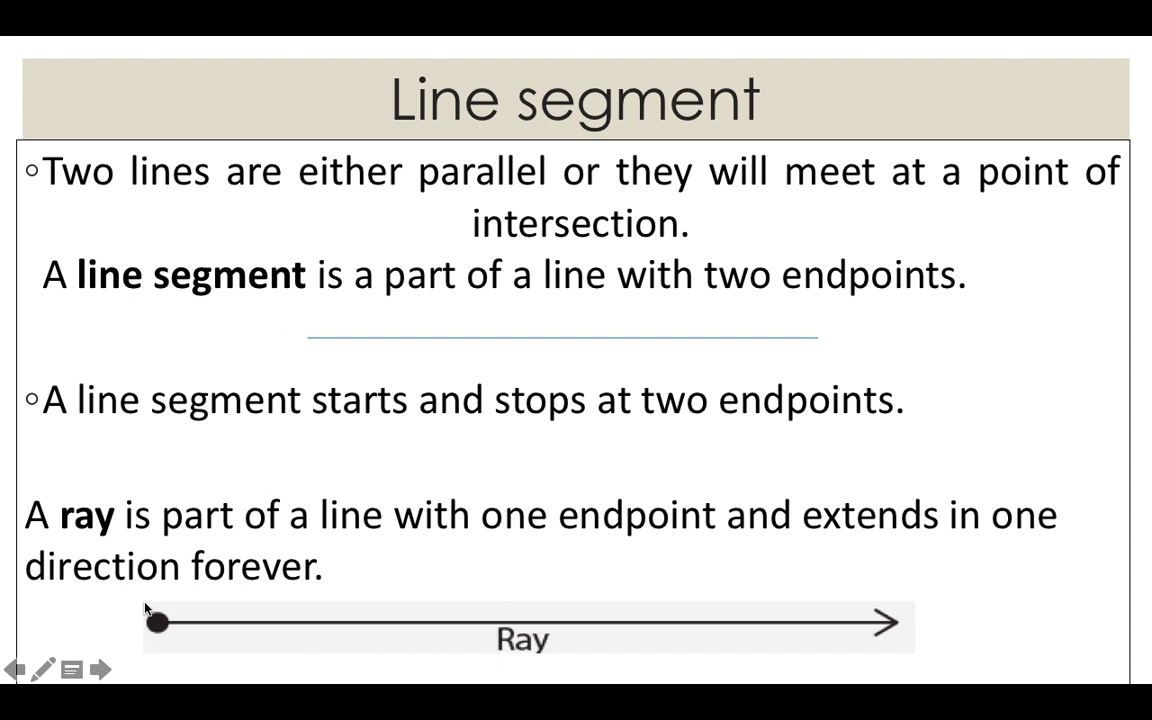 Line segment
◦Two lines are either parallel or they will meet at a point of
intersection.
A line segment is a part of a line with two endpoints.
◦A line segment starts and stops at two endpoints.
A ray is part of a line with one endpoint and extends in one
direction forever.
Ray